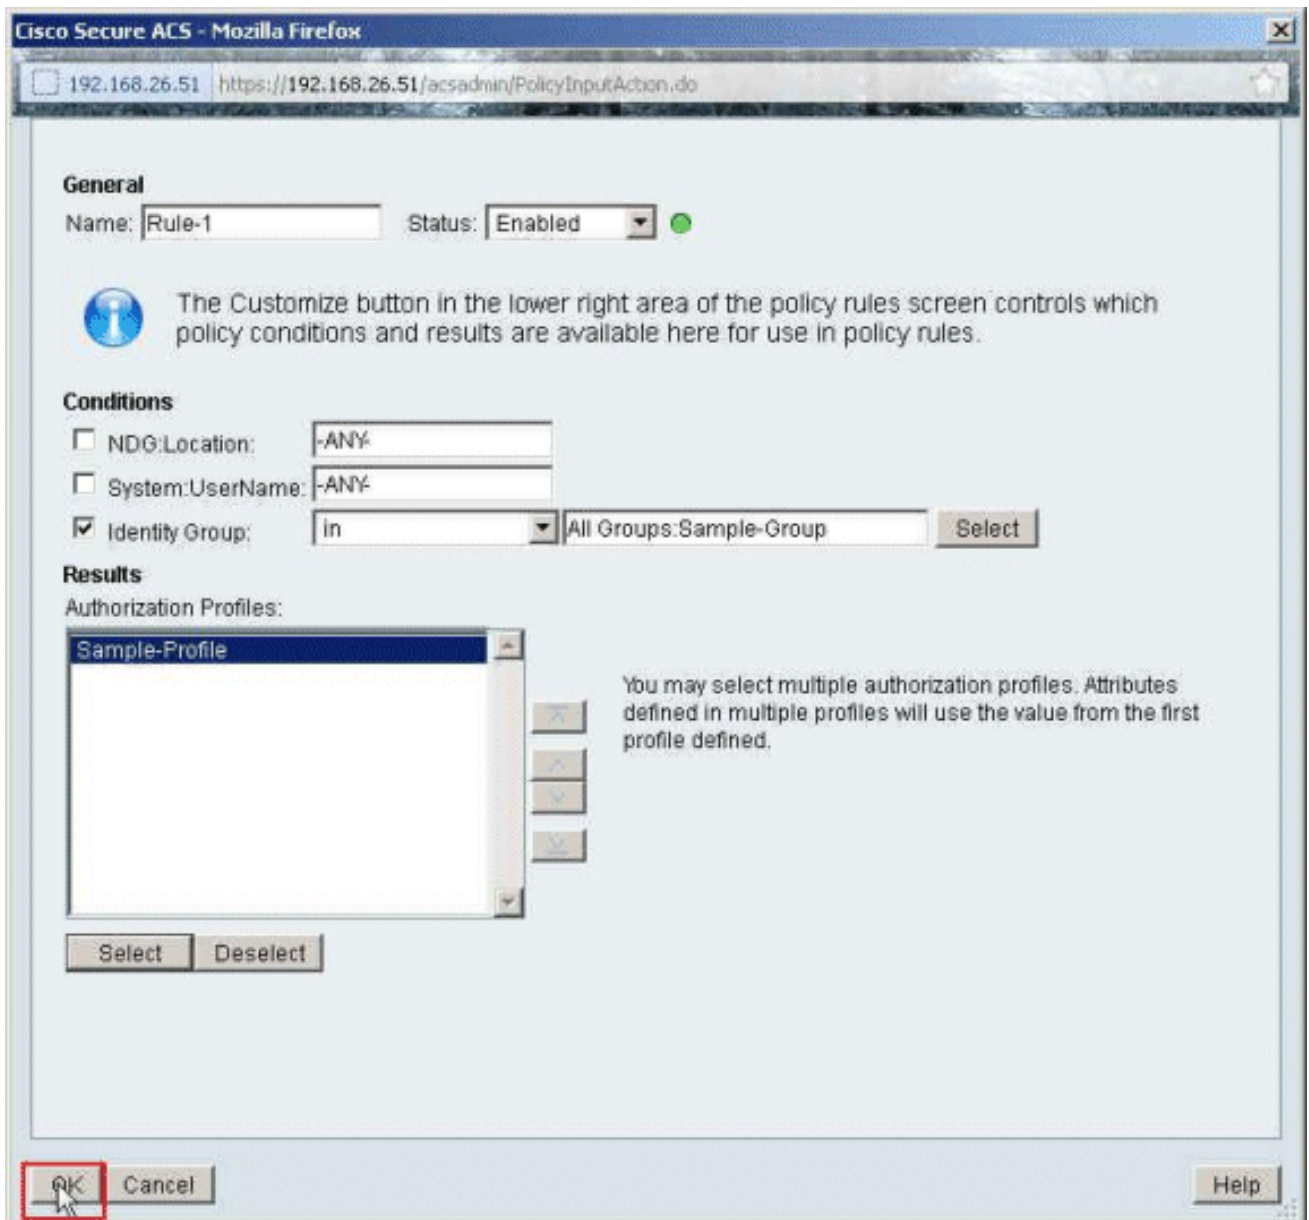 Cisco Secure ACS - Mozilla Firefox
192.168.26.51 https://192.168.26.51/acsadmin/PolicyInputAction.do
General
Name: Rule-1 Status: Enabled
The Customize button in the lower right area of the policy rules screen controls which
policy conditions and results are available here for use in policy rules.
Conditions
NDG:Location: -ANY-
System:UserName: -ANY-
Identity Group: in All Groups:Sample-Group Select
Results
Authorization Profiles:
Sample-Profile
You may select multiple authorization profiles. Attributes
defined in multiple profiles will use the value from the first
profile defined.
Select Deselect
OK Cancel Help